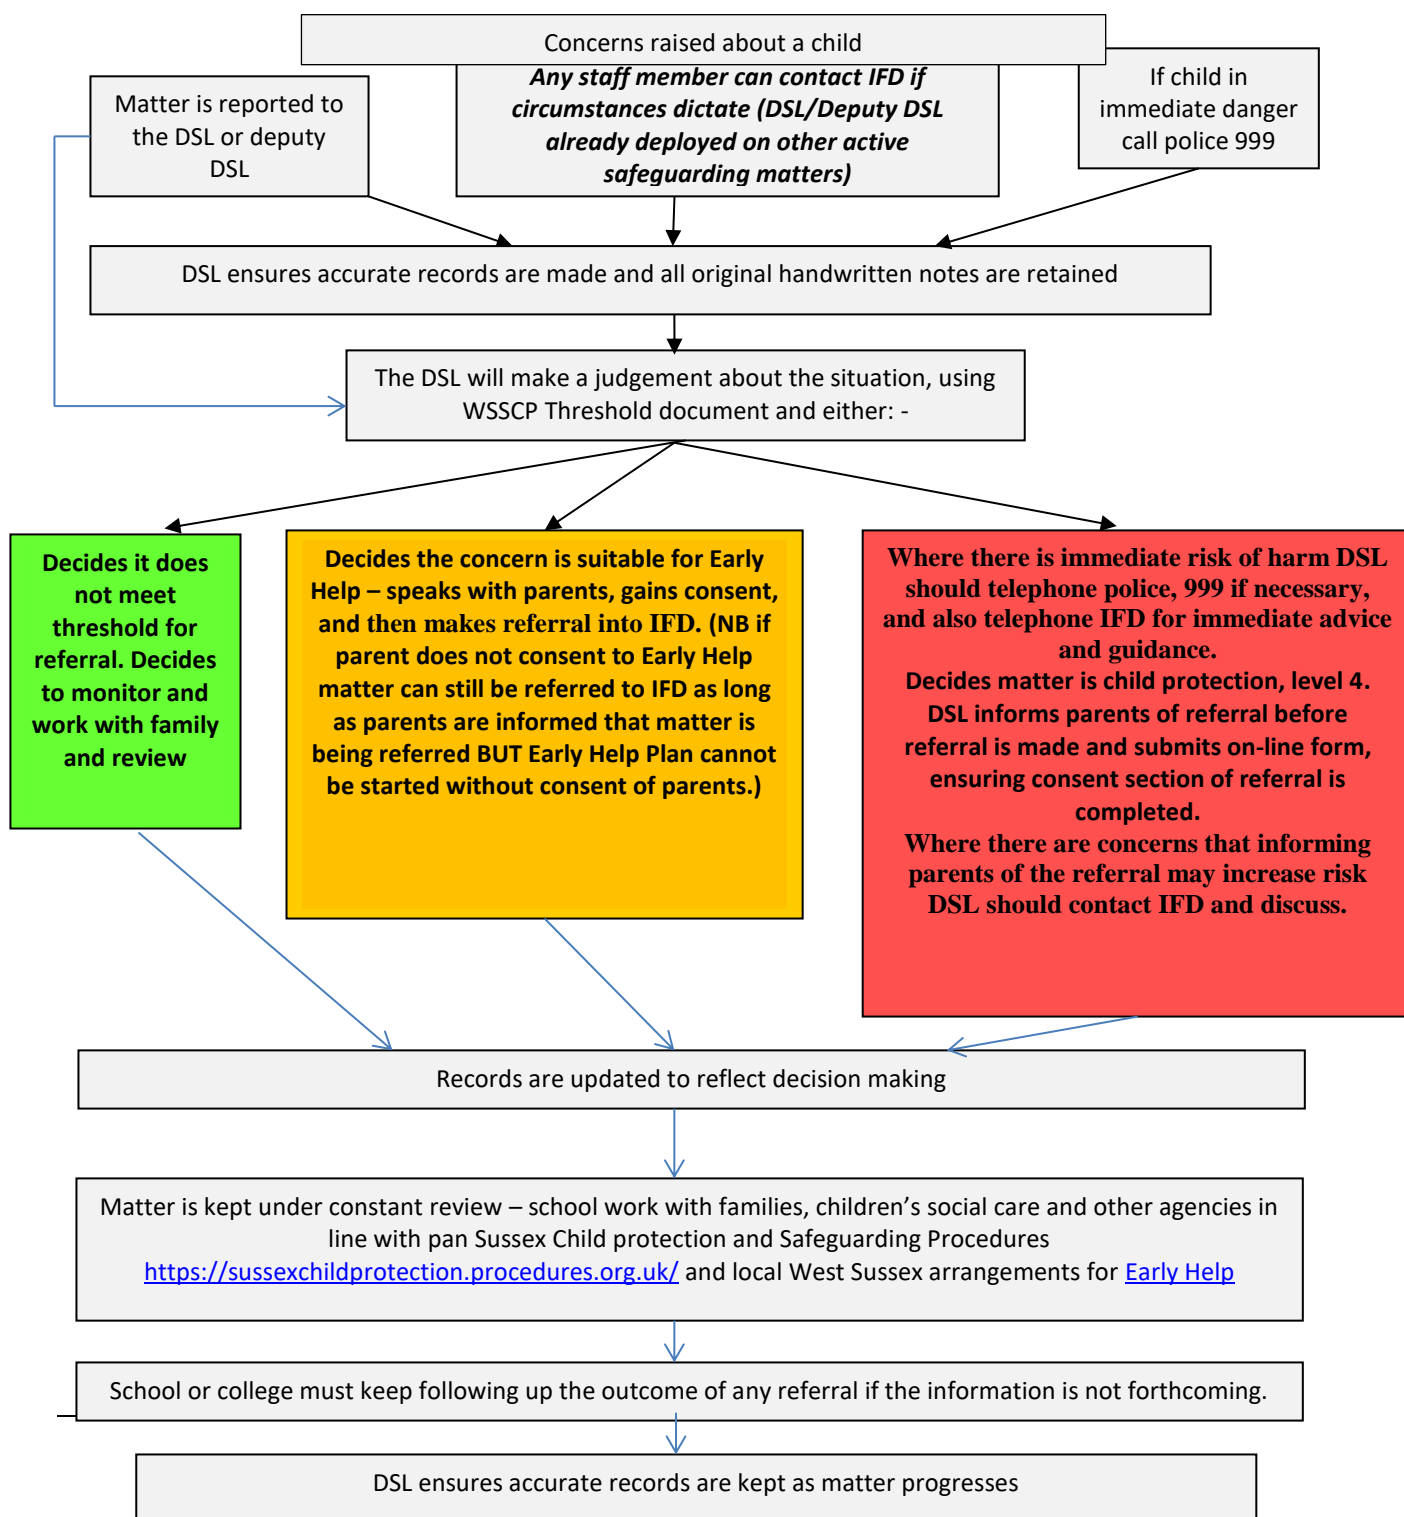 Concerns raised about a child
Matter is reported to
the DSL or deputy
DSL
Any staff member can contact IFD if
circumstances dictate (DSL/Deputy DSL
already deployed on other active
safeguarding matters)
If child in
immediate danger
call police 999
DSL ensures accurate records are made and all original handwritten notes are retained
The DSL will make a judgement about the situation, using
WSSCP Threshold document and either: -
Decides it does
not meet
threshold for
referral. Decides
to monitor and
work with family
and review
Decides the concern is suitable for Early
Help – speaks with parents, gains consent,
and then makes referral into IFD. (NB if
parent does not consent to Early Help
matter can still be referred to IFD as long
as parents are informed that matter is
being referred BUT Early Help Plan cannot
be started without consent of parents.)
Where there is immediate risk of harm DSL
should telephone police, 999 if necessary,
and also telephone IFD for immediate advice
and guidance.
Decides matter is child protection, level 4.
DSL informs parents of referral before
referral is made and submits on-line form,
ensuring consent section of referral is
completed.
Where there are concerns that informing
parents of the referral may increase risk
DSL should contact IFD and discuss.
Records are updated to reflect decision making
Matter is kept under constant review – school work with families, children’s social care and other agencies in
line with pan Sussex Child protection and Safeguarding Procedures
https://sussexchildprotection.procedures.org.uk/ and local West Sussex arrangements for Early Help
School or college must keep following up the outcome of any referral if the information is not forthcoming.
DSL ensures accurate records are kept as matter progresses